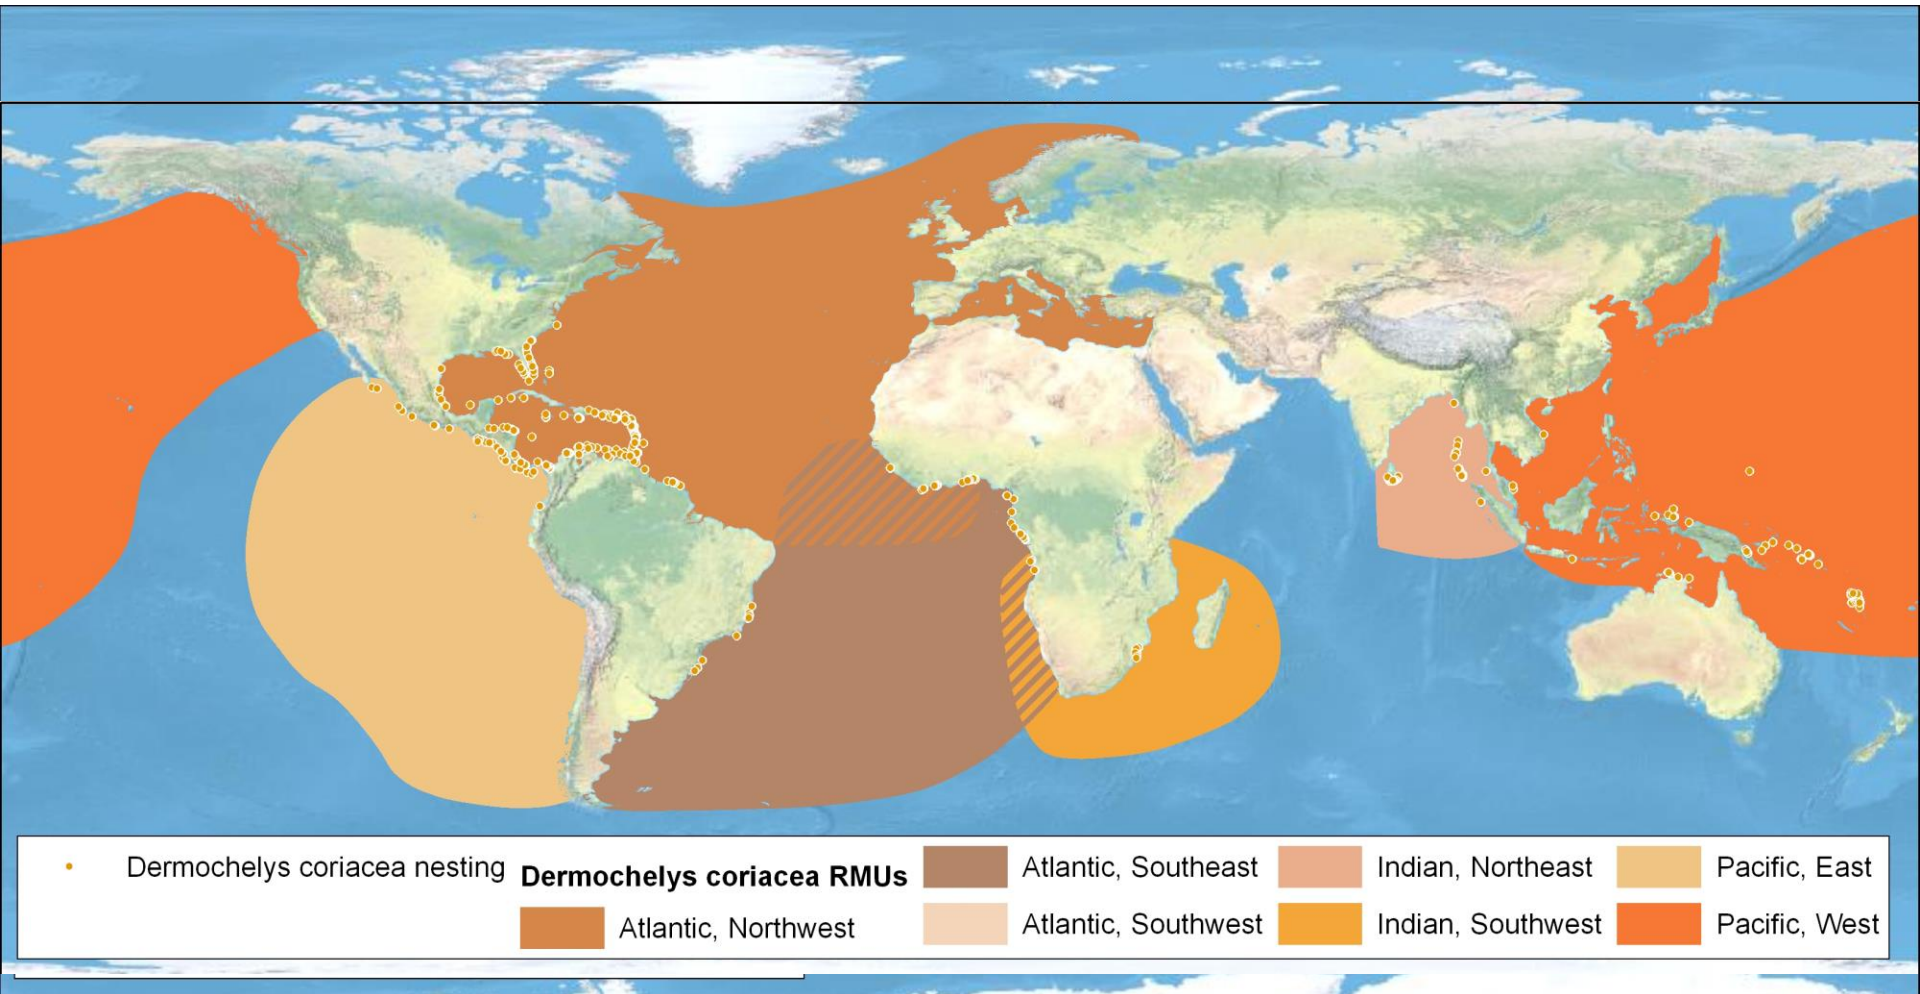 Dermochelys coriacea nesting
Dermochelys coriacea RMUs
Atlantic, Northwest
Atlantic, Southeast
Atlantic, Southwest
Indian, Northeast
Indian, Southwest
Pacific, East
Pacific, West